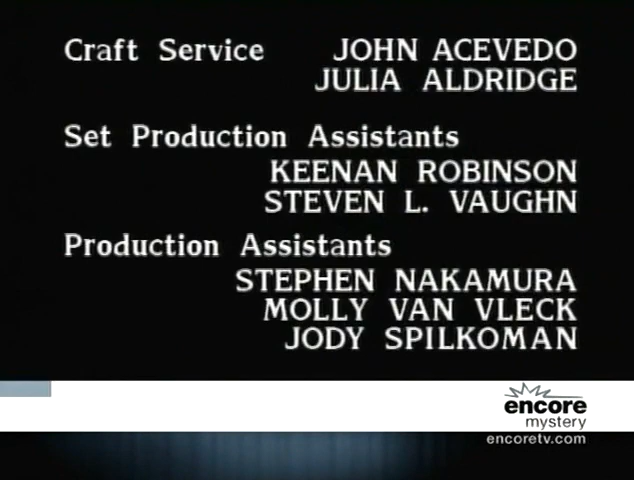 Craft Service JOHN ACEVEDO
JULIA ALDRIDGE
Set Production Assistants
KEENAN ROBINSON
STEVEN L. VAUGHN
Production Assistants
STEPHEN NAKAMURA
MOLLY VAN VLECK
JODY SPILKOMAN
encore
mystery
encoretv.com